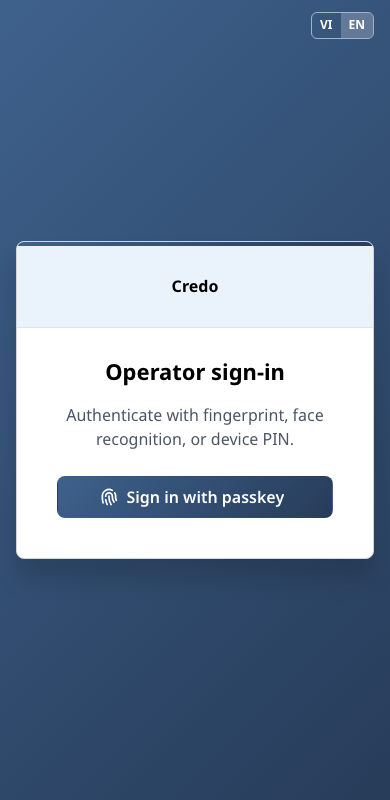 VI EN
Credo
Operator sign-in
Authenticate with fingerprint, face
recognition, or device PIN.
Sign in with passkey